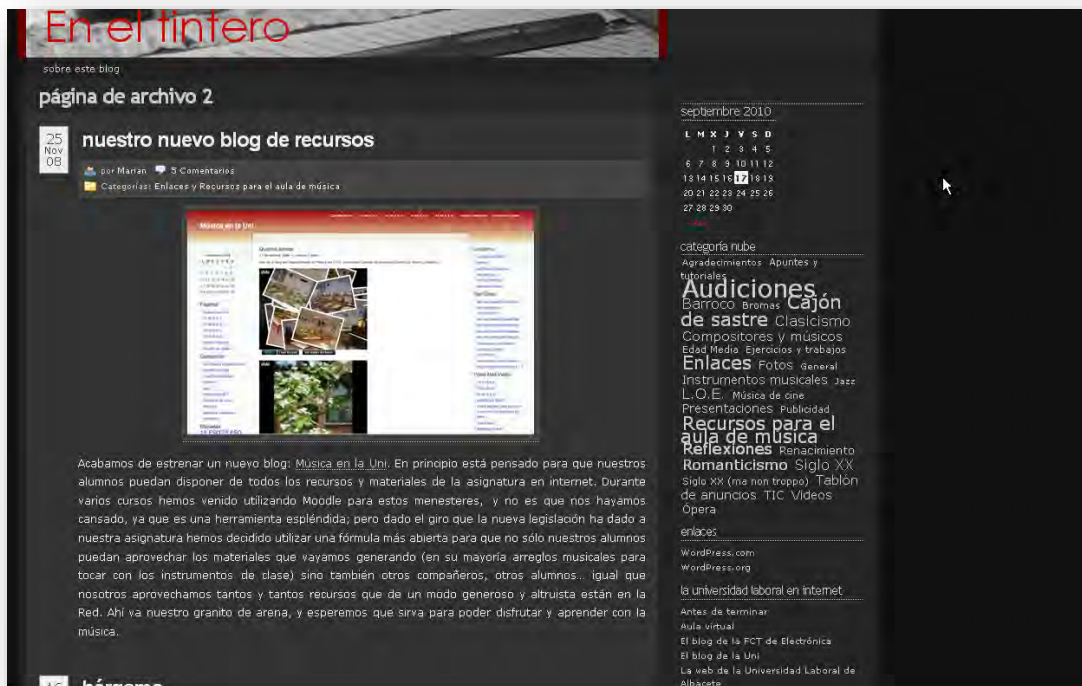 En el tintero
sobre este blog
página de archivo 2
25
Nov
08
nuestro nuevo blog de recursos
por Marian 5 Comentarios
Categorías: Enlaces y Recursos para el aula de música
Música en la Uni
Acabamos de estrenar un nuevo blog: Música en la Uni. En principio está pensado para que nuestros
alumnos puedan disponer de todos los recursos y materiales de la asignatura en internet. Durante
varios cursos hemos venido utilizando Moodle para estos menesteres, y no es que nos hayamos
cansado, ya que es una herramienta espléndida; pero dado el giro que la nueva legislación ha dado a
nuestra asignatura hemos decidido utilizar una fórmula más abierta para que no sólo nuestros alumnos
puedan aprovechar los materiales que vayamos generando (en su mayoría arreglos musicales para
tocar con los instrumentos de clase) sino también otros compañeros, otros alumnos... igual que
nosotros aprovechamos tantos y tantos recursos que de un modo generoso y altruista están en la
Red. Ahí va nuestro granito de arena, y esperemos que sirva para poder disfrutar y aprender con la
música.
septiembre 2010
L M X J V S D
1 2 3 4 5
6 7 8 9 10 11 12
13 14 15 16 17 18 19
20 21 22 23 24 25 26
27 28 29 30
categoría nube
Agradecimientos Apuntes y
tutoriales
Audiciones
Barroco Bromas Cajón
de sastre Clasicismo
Compositores y músicos
Edad Media Ejercicios y trabajos
Enlaces Fotos General
Instrumentos musicales Jazz
L.O.E. Música de cine
Presentaciones Publicidad
Recursos para el
aula de música
Reflexiones Renacimiento
Romanticismo Siglo XX
Siglo XX (ma non troppo) Tablón
de anuncios TIC Videos
Ópera
enlaces
WordPress.com
WordPress.org
la universidad laboral en internet
Antes de terminar
Aula virtual
El blog de la FCT de Electrónica
El blog de la Uni
La web de la Universidad Laboral de
Albacete